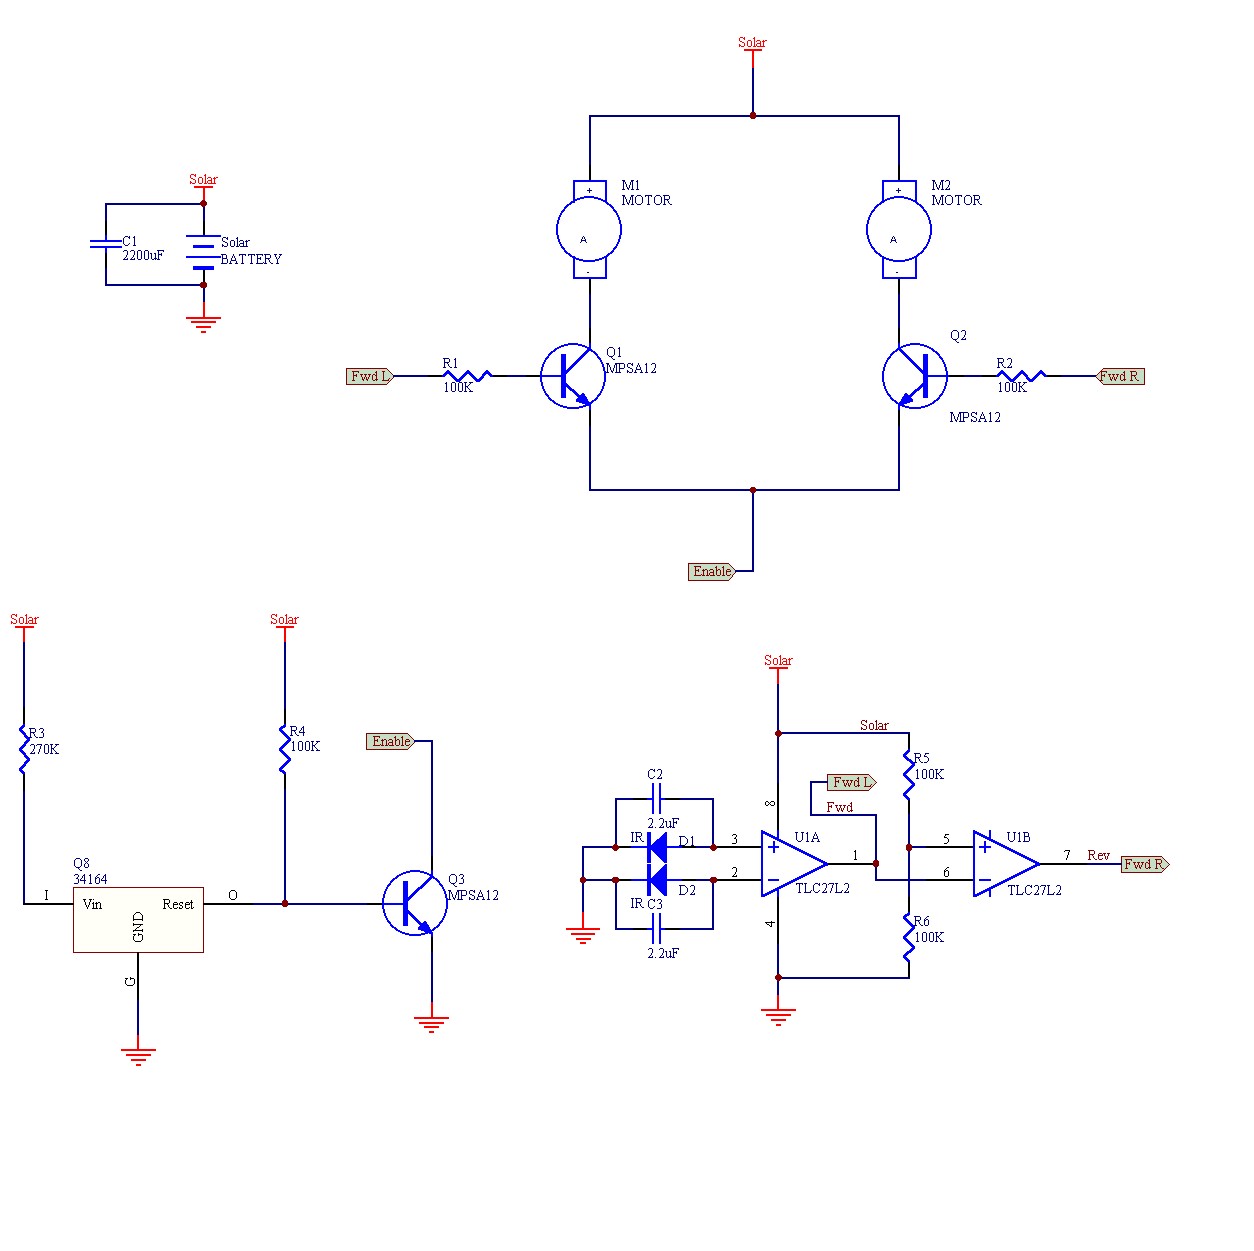 Solar
Solar
C1
2200uF
Solar
BATTERY
M1
MOTOR
+
A
-
M2
MOTOR
+
A
-
Fwd L
R1
100K
Q1
MPSA12
Q2
MPSA12
R2
100K
Fwd R
Enable
Solar
Solar
R3
270K
R4
100K
Enable
Q8
34164
I
Vin
Reset
O
GND
G
Q3
MPSA12
Solar
Solar
R5
100K
Fwd L
Fwd
C2
2.2uF
IR
D1
8
3
U1A
+
1
2
-
TLC27L2
D2
IR
C3
2.2uF
4
5
U1B
+
7
Rev
Fwd R
6
-
TLC27L2
R6
100K